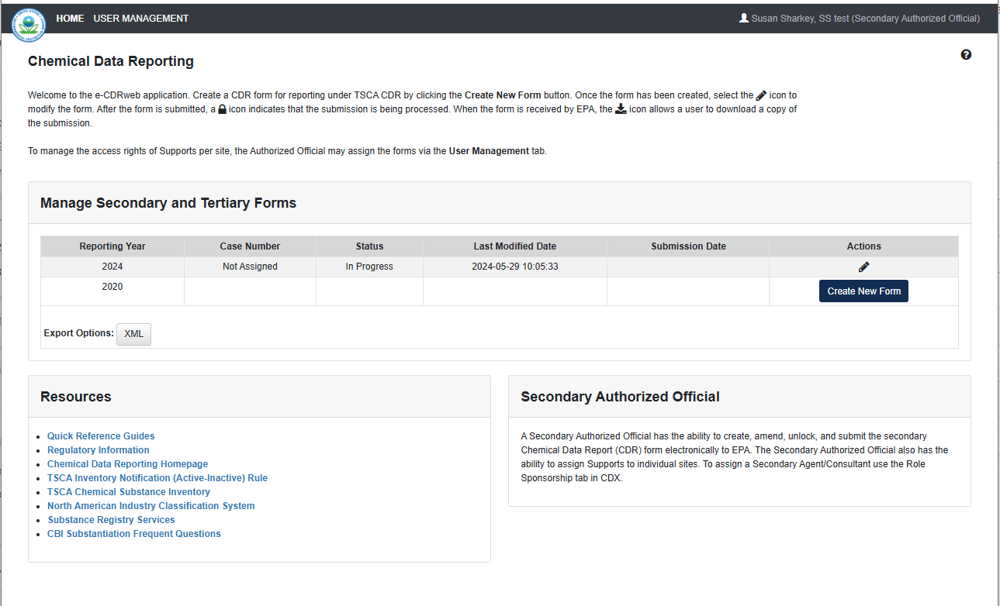 HOME USER MANAGEMENT Susan Sharkey, SS test (Secondary Authorized Official)
Chemical Data Reporting
Welcome to the e-CDRweb application. Create a CDR form for reporting under TSCA CDR by clicking the Create New Form button. Once the form has been created, select the icon to
modify the form. After the form is submitted, a icon indicates that the submission is being processed. When the form is received by EPA, the icon allows a user to download a copy of
the submission.
To manage the access rights of Supports per site, the Authorized Official may assign the forms via the User Management tab.
Manage Secondary and Tertiary Forms
Reporting Year Case Number Status Last Modified Date Submission Date Actions
2024 Not Assigned In Progress 2024-05-29 10:05:33
2020 Create New Form
Export Options: XML
Resources
Quick Reference Guides
Regulatory Information
Chemical Data Reporting Homepage
TSCA Inventory Notification (Active-Inactive) Rule
TSCA Chemical Substance Inventory
North American Industry Classification System
Substance Registry Services
CBI Substantiation Frequent Questions
Secondary Authorized Official
A Secondary Authorized Official has the ability to create, amend, unlock, and submit the secondary
Chemical Data Report (CDR) form electronically to EPA. The Secondary Authorized Official also has the
ability to assign Supports to individual sites. To assign a Secondary Agent/Consultant use the Role
Sponsorship tab in CDX.